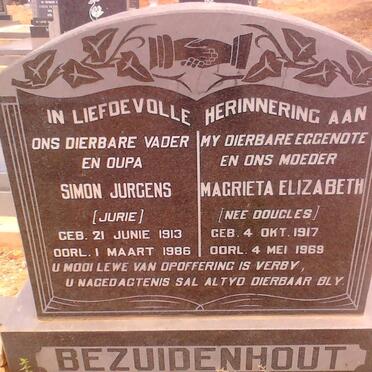 IN LIEFDEVOLLE HERINNERING AAN
ONS DIERBARE VADER
EN OUPA
SIMON JURGENS
[JURIE]
GEB. 21 JUNIE 1913
OORL. 1 MAART 1986
MY DIERBARE EGGENOTE
EN ONS MOEDER
MAGRIETA ELIZABETH
[NEE DOUGLES]
GEB. 4 OKT. 1917
OORL. 4 MEI 1969
U MOOI LEWE VAN OPOFFERING IS VERBY,
U NAGEDAGTENIS SAL ALTYD DIERBAAR BLY.
BEZUIDENHOUT